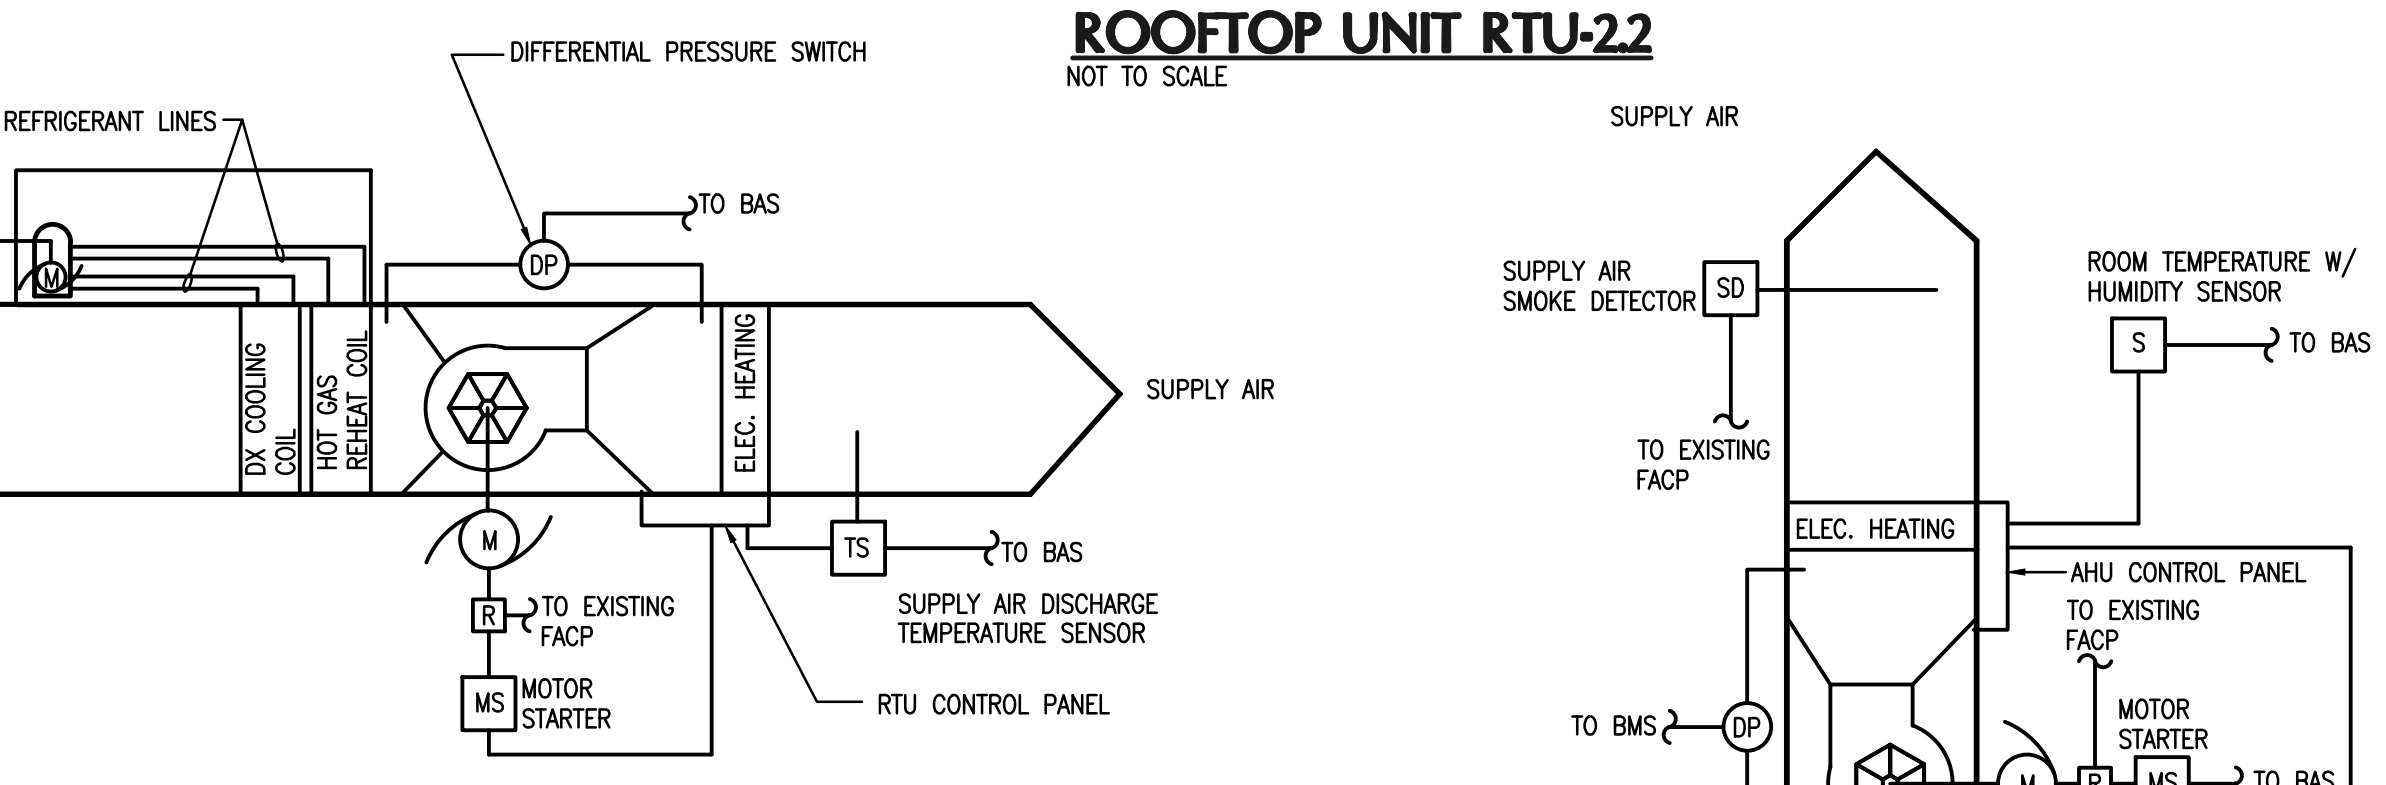 ROOFTOP UNIT RTU-2.2
NOT TO SCALE
DIFFERENTIAL PRESSURE SWITCH
REFRIGERANT LINES
TO BAS
DP
M
DX COOLING
COIL
HOT GAS
REHEAT COIL
ELEC. HEATING
SUPPLY AIR
M
TS
TO BAS
R
TO EXISTING
FACP
SUPPLY AIR DISCHARGE
TEMPERATURE SENSOR
MS
MOTOR
STARTER
RTU CONTROL PANEL
SUPPLY AIR
SUPPLY AIR
SMOKE DETECTOR
SD
TO EXISTING
FACP
ROOM TEMPERATURE W/
HUMIDITY SENSOR
S
TO BAS
ELEC. HEATING
AHU CONTROL PANEL
TO EXISTING
FACP
TO BMS
DP
MOTOR
STARTER
M
R
MS
TO BAS